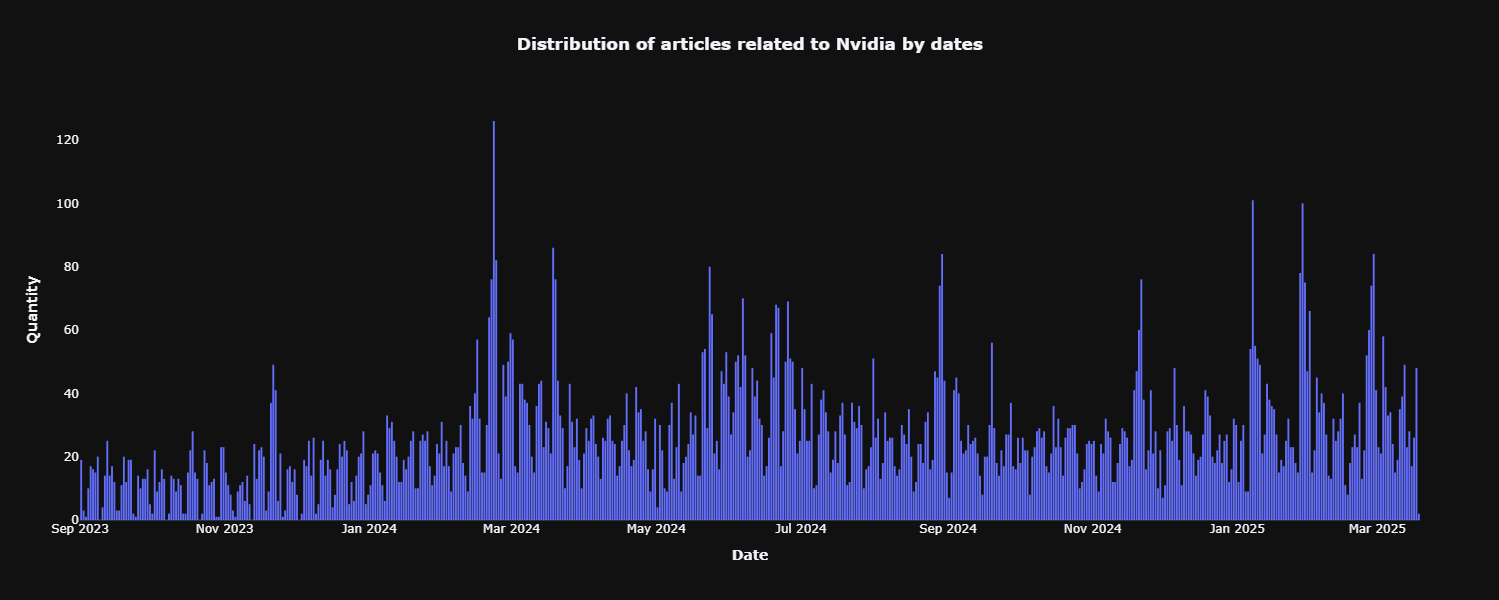 Distribution of articles related to Nvidia by dates
120
100
80
60
40
20
0
Quantity
Sep 2023 Nov 2023 Jan 2024 Mar 2024 May 2024 Jul 2024 Sep 2024 Nov 2024 Jan 2025 Mar 2025
Date